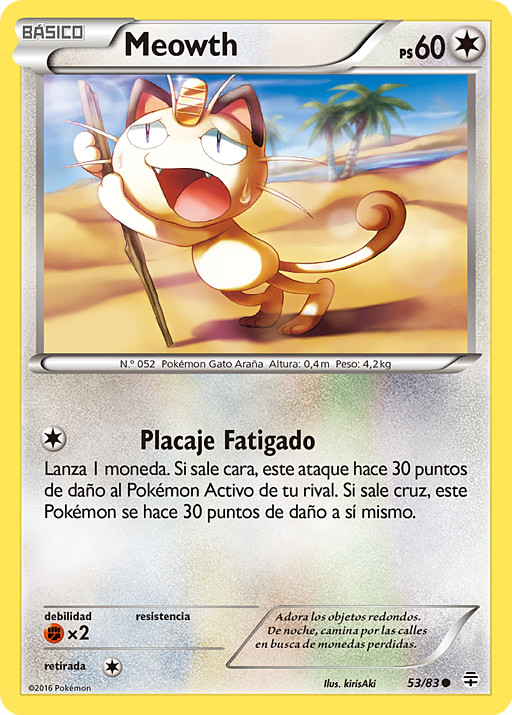 BÁSICO
Meowth
PS60
N.º 052 Pokémon Gato Araña Altura: 0,4m Peso: 4,2kg
Placaje Fatigado
Lanza 1 moneda. Si sale cara, este ataque hace 30 puntos
de daño al Pokémon Activo de tu rival. Si sale cruz, este
Pokémon se hace 30 puntos de daño a sí mismo.
debilidad resistencia
×2
retirada
Adora los objetos redondos.
De noche, camina por las calles
en busca de monedas perdidas.
©2016 Pokémon
Ilus. kirisAki
53/83